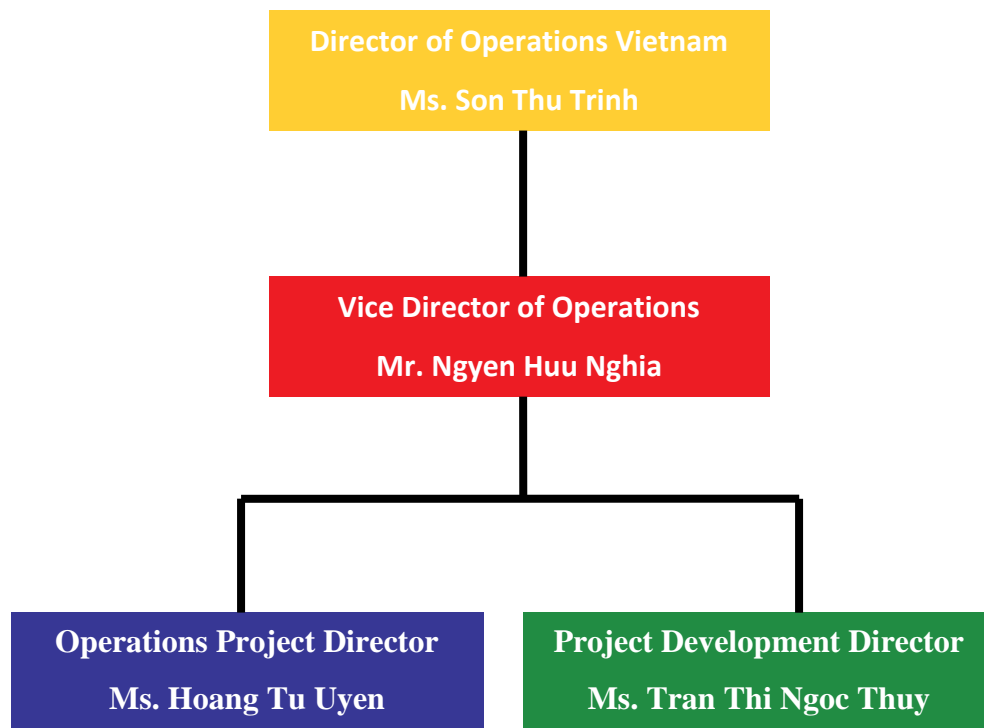 Director of Operations Vietnam
Ms. Son Thu Trinh
Vice Director of Operations
Mr. Ngyen Huu Nghia
Operations Project Director
Ms. Hoang Tu Uyen
Project Development Director
Ms. Tran Thi Ngoc Thuy